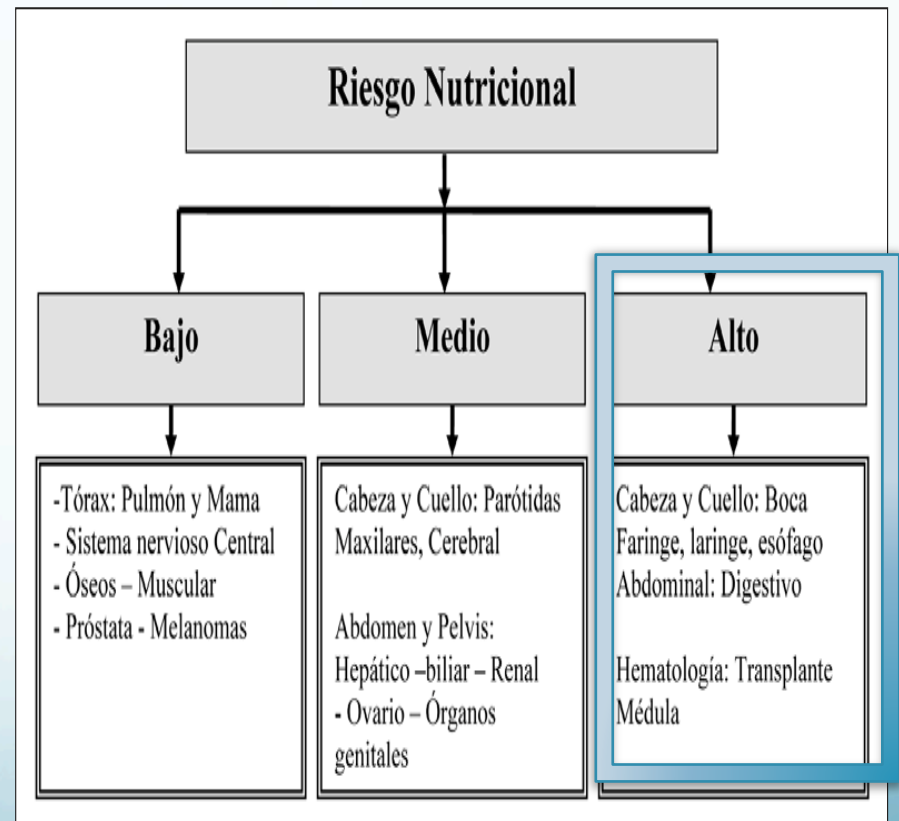 Riesgo Nutricional
Bajo
-Tórax: Pulmón y Mama
- Sistema nervioso Central
- Óseos – Muscular
- Próstata - Melanomas
Medio
Cabeza y Cuello: Parótidas
Maxilares, Cerebral
Abdomen y Pelvis:
Hepático –biliar – Renal
- Ovario – Órganos
genitales
Alto
Cabeza y Cuello: Boca
Faringe, laringe, esófago
Abdominal: Digestivo
Hematología: Transplante
Médula